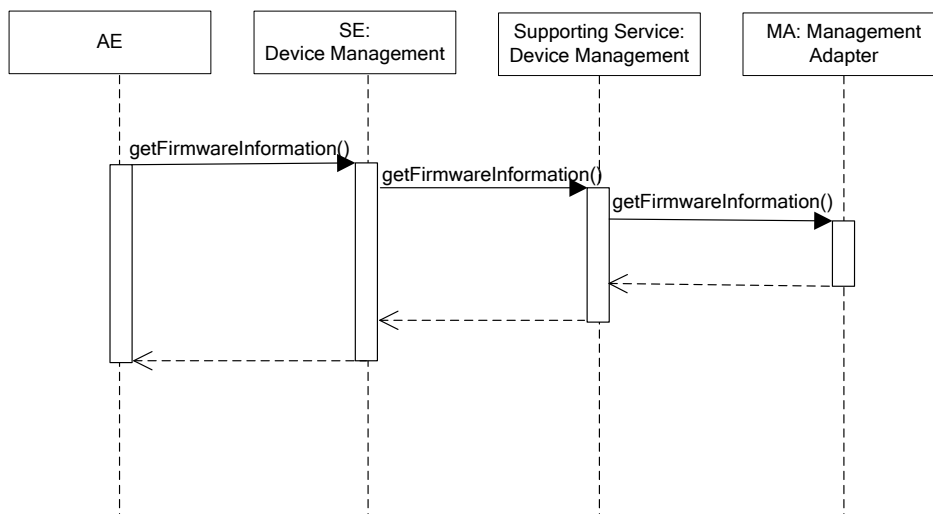 AE
SE:
Device Management
Supporting Service:
Device Management
MA: Management
Adapter
getFirmwareInformation()
getFirmwareInformation()
getFirmwareInformation()